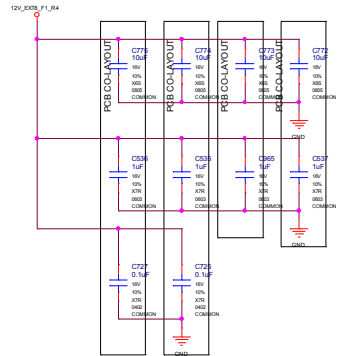 12V_EXT8_F1_R4
PCB CO-LAYOUT
PCB CO-LAYOUT
PCB CO-LAYOUT
PCB CO-LAYOUT
C775
10uF
16V
10%
X6S
0805
COMMON
C774
10uF
16V
10%
X6S
0805
COMMON
C773
10uF
16V
10%
X6S
0805
COMMON
C772
10uF
16V
10%
X6S
0805
COMMON
GND
C536
1uF
16V
10%
X7R
0603
COMMON
C535
1uF
16V
10%
X7R
0603
COMMON
C965
1uF
16V
10%
X7R
0603
COMMON
C537
1uF
16V
10%
X7R
0603
COMMON
GND
C727
0.1uF
16V
10%
X7R
0402
COMMON
C726
0.1uF
16V
10%
X7R
0402
COMMON
GND